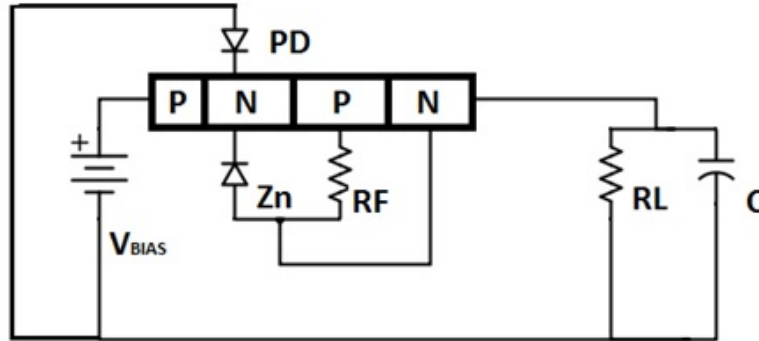 PD
P N P N
+
Zn RF RL C
VBIAS